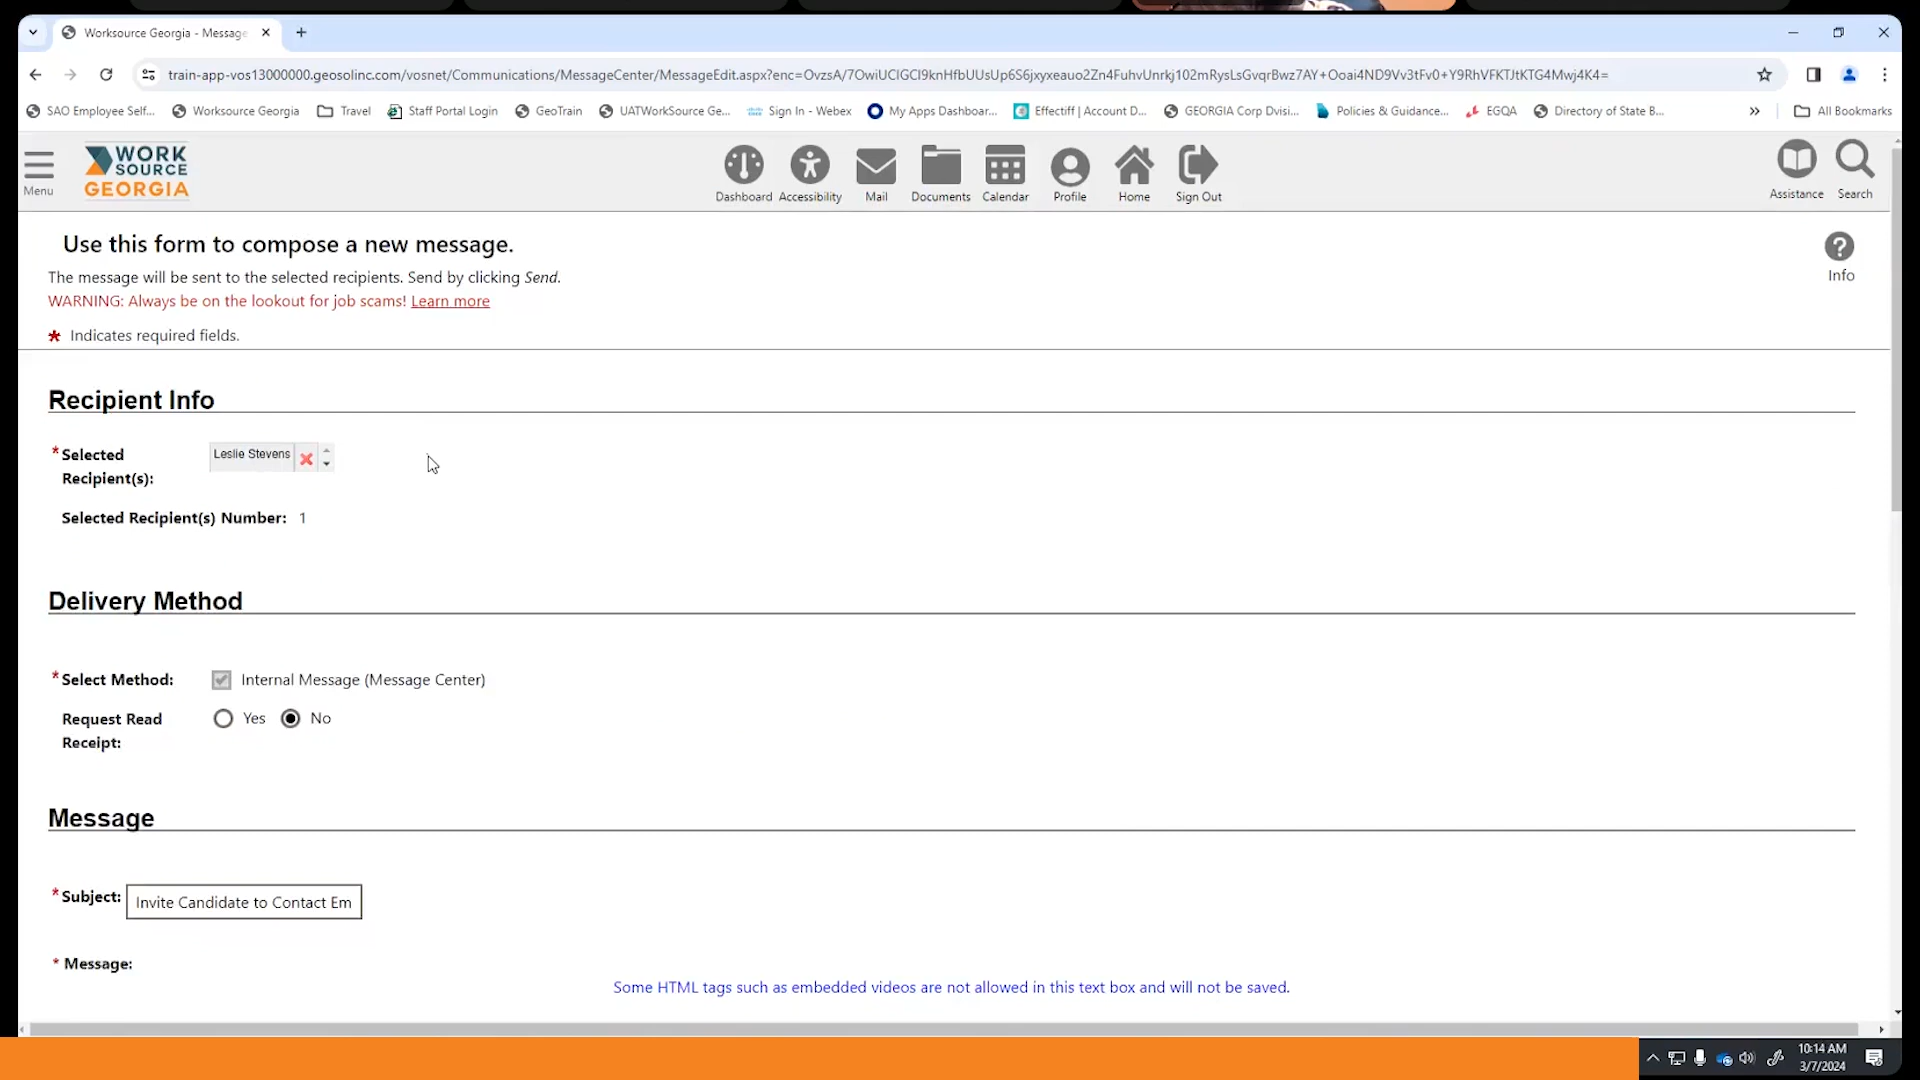 Worksource Georgia - Message
train-app-vos13000000.geosolinc.com/vosnet/Communications/MessageCenter/MessageEdit.aspx?enc=OvzsA/7OwiUClGCI9knHfbUUsUp6S6jxyxeauo2Zn4FuhvUnrkj102mRysLsGvqrBwz7AY+Ooai4ND9Vv3tFv0+Y9RhVFKTJtKTG4Mwj4K4=
SAO Employee Self... Worksource Georgia Travel Staff Portal Login GeoTrain UATWorkSource Ge... Sign In - Webex My Apps Dashboar... Effectiff | Account D... GEORGIA Corp Dvisi... Policies & Guidance... EGQA Directory of State B... » All Bookmarks
Menu
WORK
SOURCE
GEORGIA
Dashboard Accessibility Mail Documents Calendar Profile Home Sign Out
Assistance Search
Use this form to compose a new message.
The message will be sent to the selected recipients. Send by clicking Send.
WARNING: Always be on the lookout for job scams! Learn more
* Indicates required fields.
Info
Recipient Info
* Selected Recipient(s): Leslie Stevens
Selected Recipient(s) Number: 1
Delivery Method
* Select Method: Internal Message (Message Center)
Request Read Receipt: Yes No
Message
* Subject: Invite Candidate to Contact Em
* Message:
Some HTML tags such as embedded videos are not allowed in this text box and will not be saved.
10:14 AM
3/7/2024